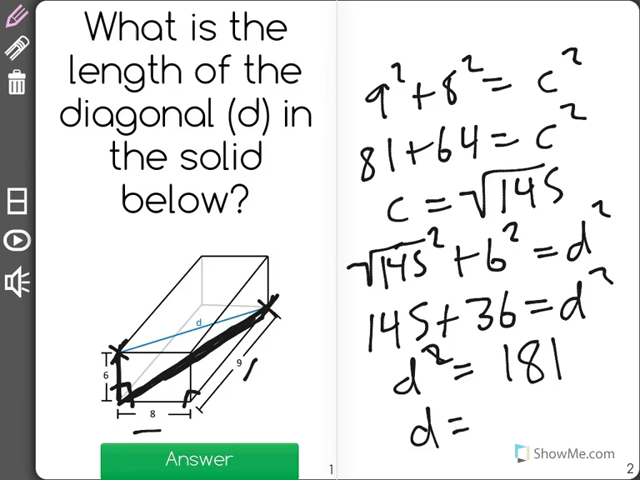 What is the
length of the
diagonal (d) in
the solid
below?
d
6
8
9
Answer
1
9² + 8² = c²
81 + 64 = c²
c = √145
√145² + 6² = d²
145 + 36 = d²
d² = 181
d =
ShowMe.com
2